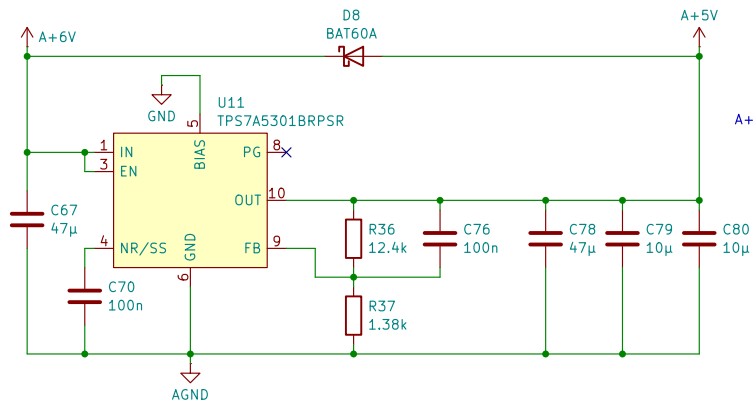 D8
BAT60A
A+6V
A+5V
U11
TPS7A5301BRPSR
GND
A+
5
BIAS
1
IN
PG
8
3
EN
OUT
10
C67
47µ
R36
12.4k
C76
100n
C78
47µ
C79
10µ
C80
10µ
4
NR/SS
GND
FB
9
6
C70
100n
R37
1.38k
AGND